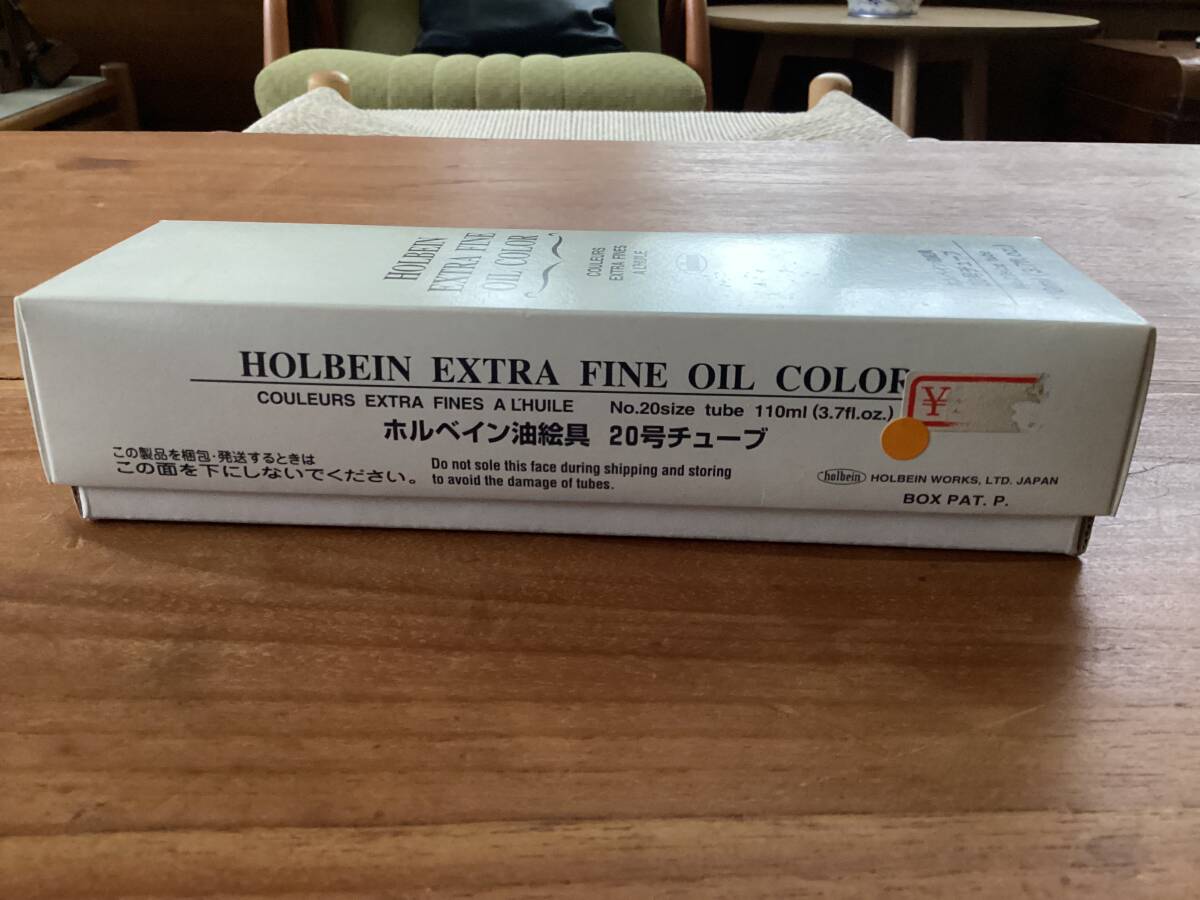 HOLBEIN
EXTRA FINE
OIL COLOR
COULEURS
EXTRA FINES
A L'HUILE
HOLBEIN EXTRA FINE OIL COLOR
COULEURS EXTRA FINES A L'HUILE No.20size tube 110ml (3.7fl.oz.)
¥
ホルベイン油絵具 20号チューブ
この製品を梱包・発送するときは
この面を下にしないでください。
Do not sole this face during shipping and storing
to avoid the damage of tubes.
holbein HOLBEIN WORKS, LTD. JAPAN
BOX PAT. P.